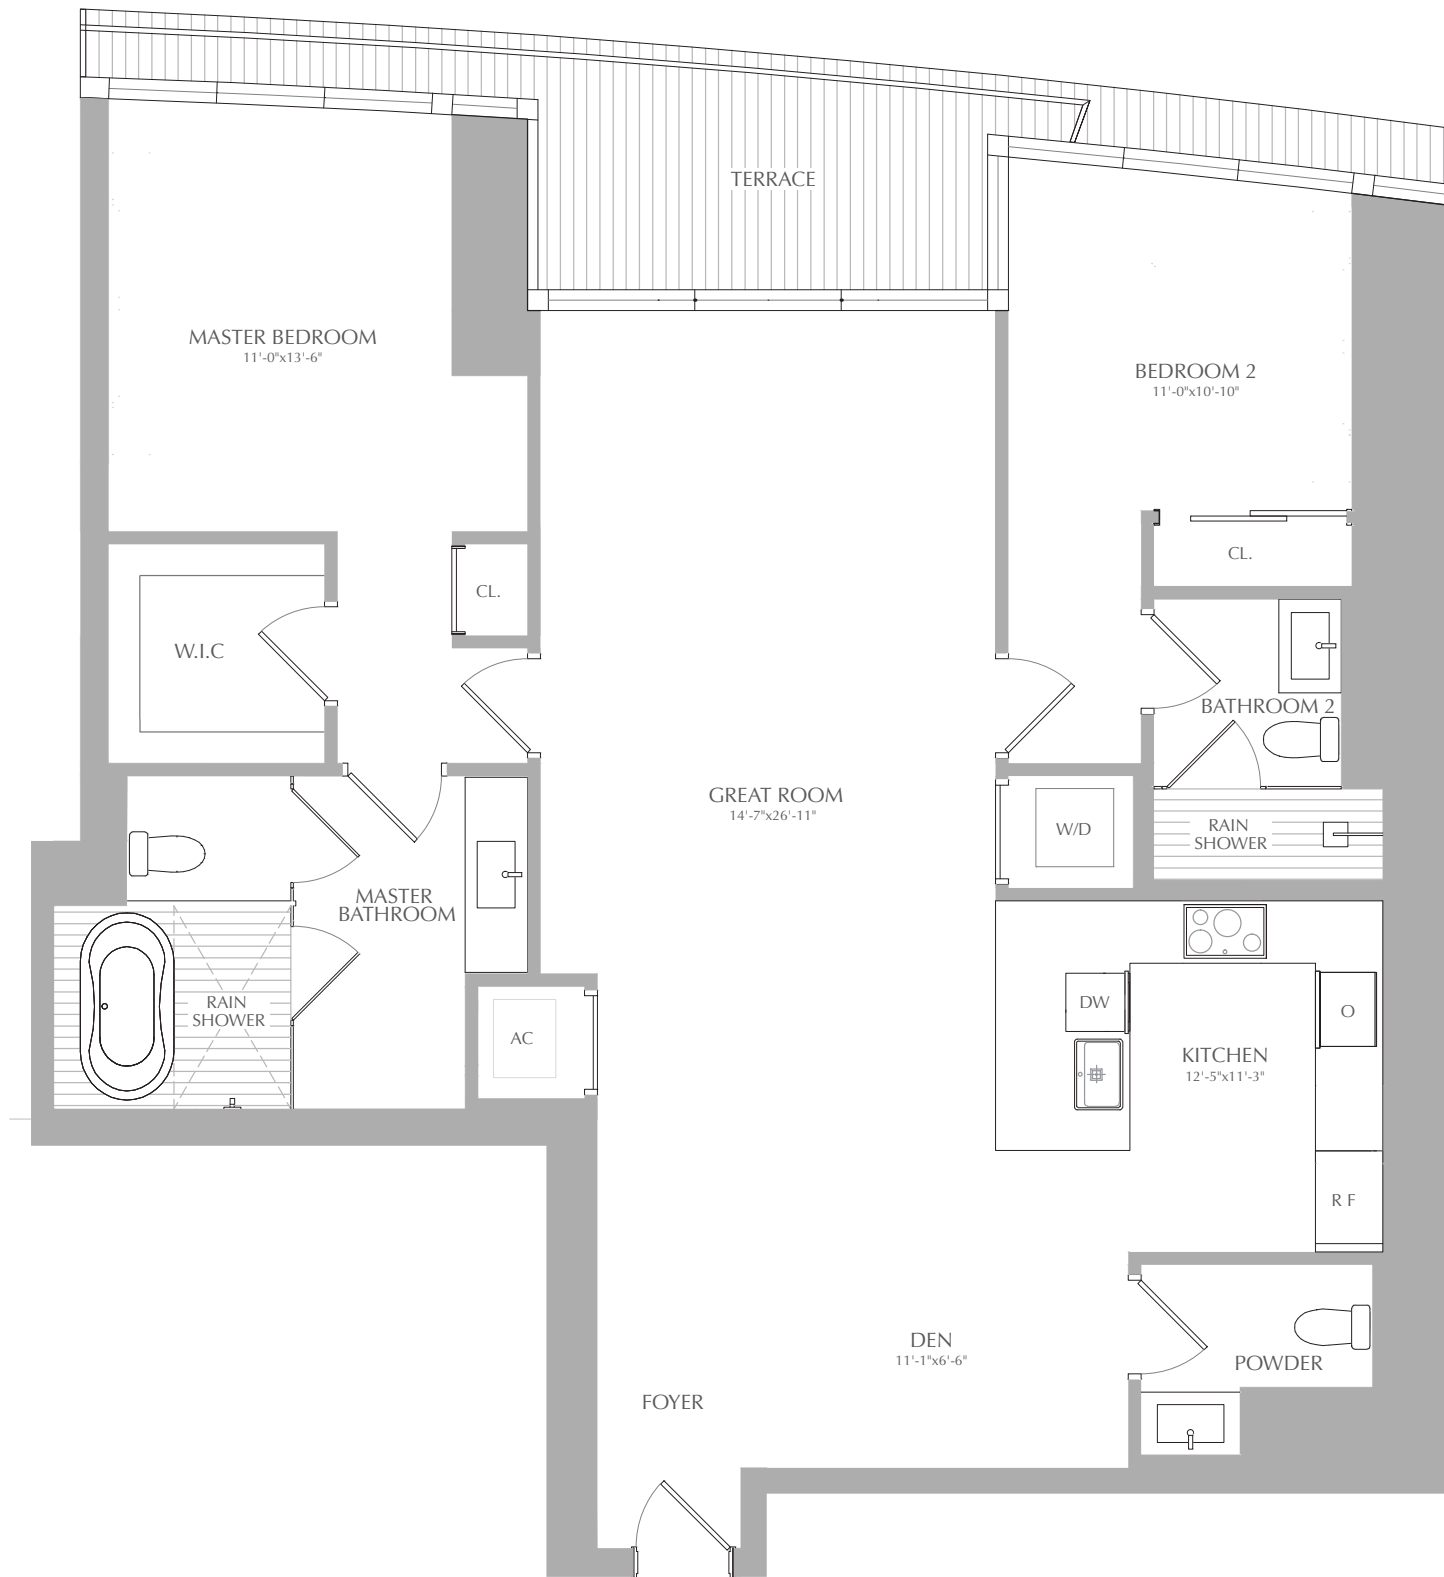 TERRACE
MASTER BEDROOM
11'-0"x13'-6"
BEDROOM 2
11'-0"x10'-10"
CL.
CL.
W.I.C
BATHROOM 2
GREAT ROOM
14'-7"x26'-11"
W/D
RAIN
SHOWER
MASTER
BATHROOM
RAIN
SHOWER
AC
DW
O
KITCHEN
12'-5"x11'-3"
R F
DEN
11'-1"x6'-6"
POWDER
FOYER